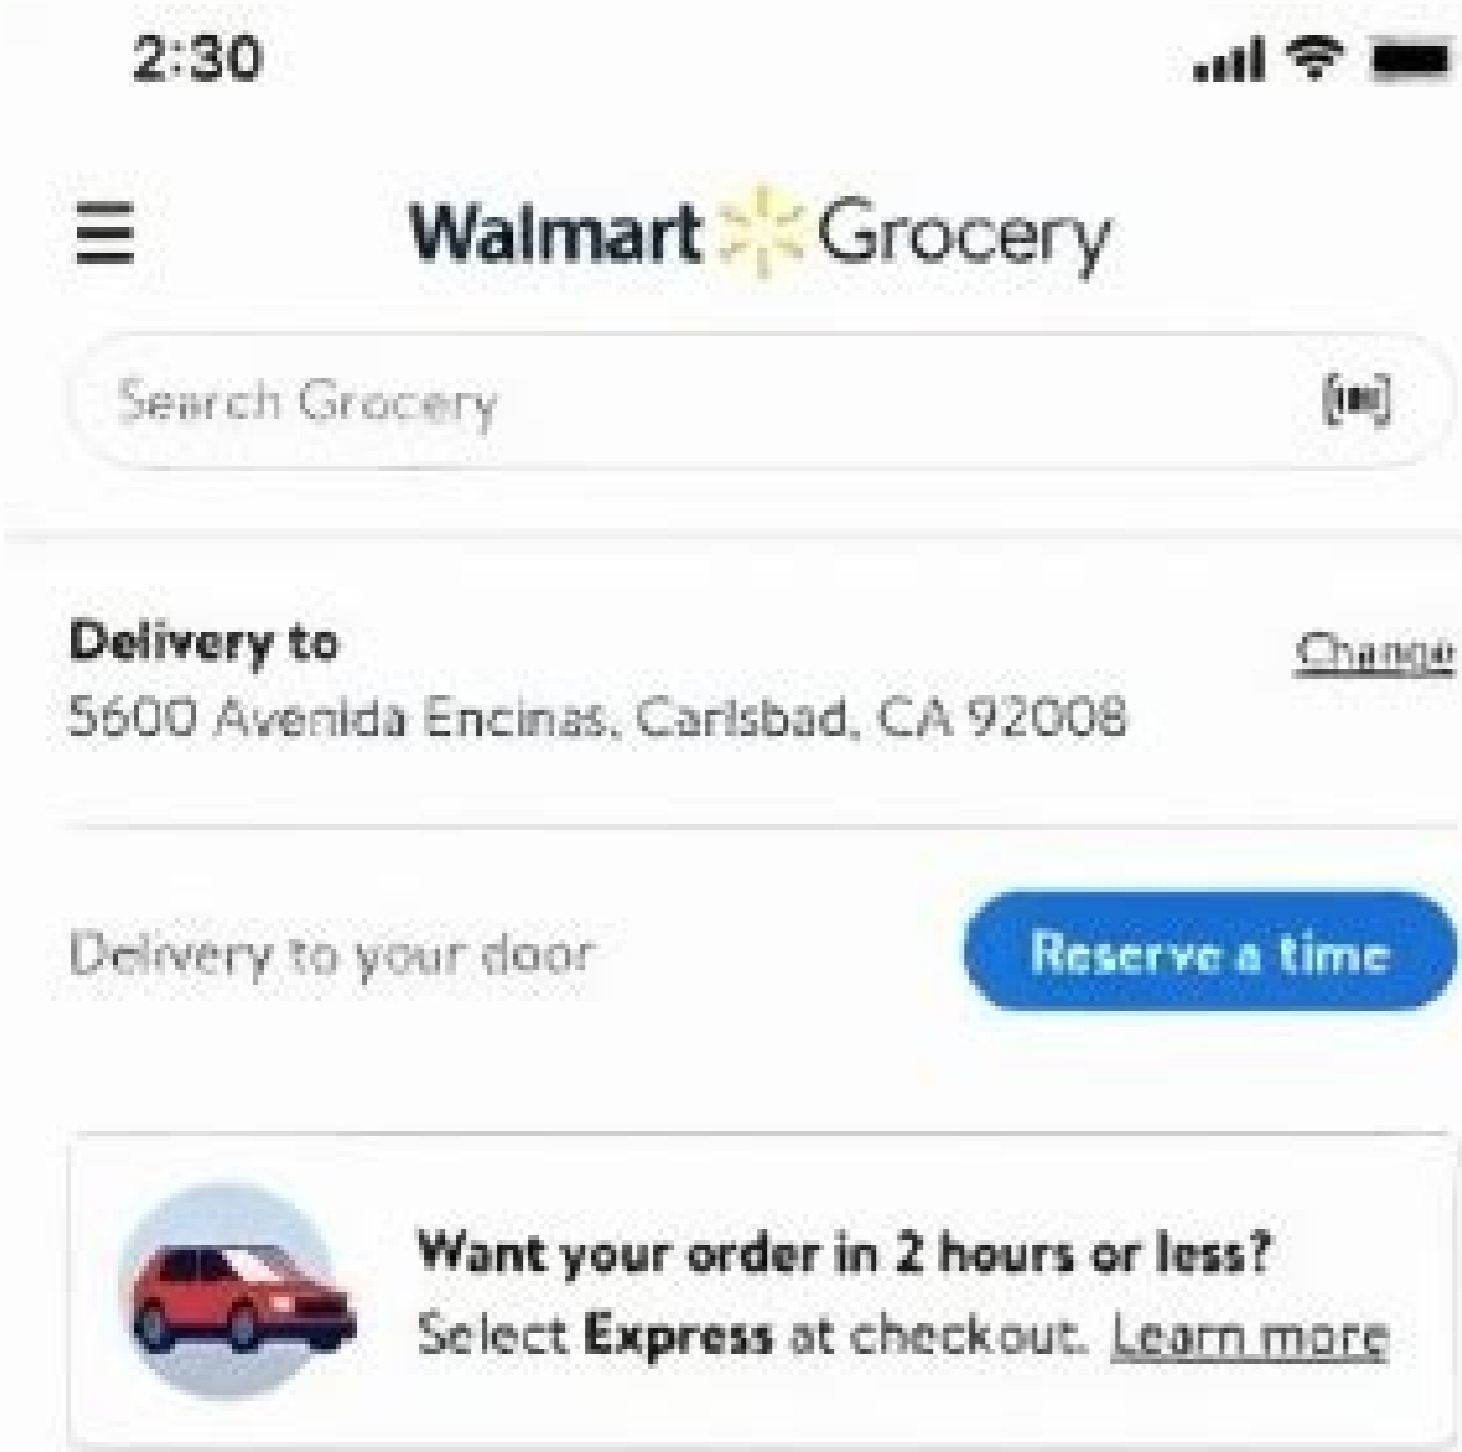 2:30
Walmart Grocery
Search Grocery
Delivery to
Change
5600 Avenida Encinas, Carlsbad, CA 92008
Delivery to your door
Reserve a time
Want your order in 2 hours or less?
Select Express at checkout. Learn more